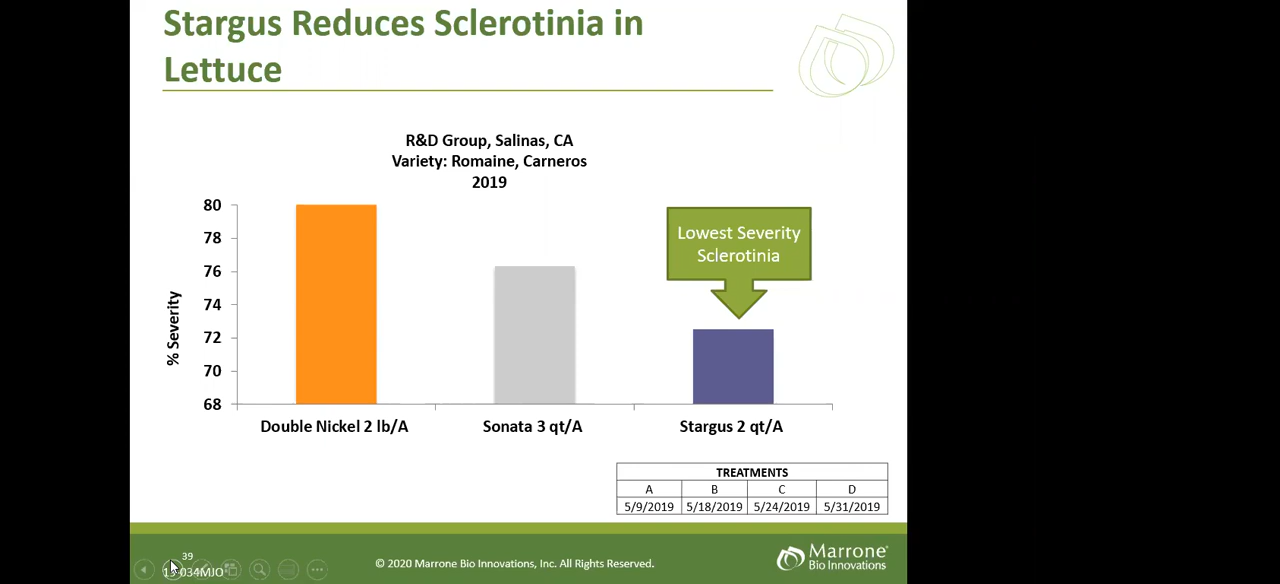 Stargus Reduces Sclerotinia in
Lettuce
R&D Group, Salinas, CA
Variety: Romaine, Carneros
2019
80
78
76
74
72
70
68
% Severity
Lowest Severity
Sclerotinia
Double Nickel 2 lb/A
Sonata 3 qt/A
Stargus 2 qt/A
TREATMENTS
A B C D
5/9/2019 5/18/2019 5/24/2019 5/31/2019
39
© 2020 Marrone Bio Innovations, Inc. All Rights Reserved.
Marrone®
Bio Innovations